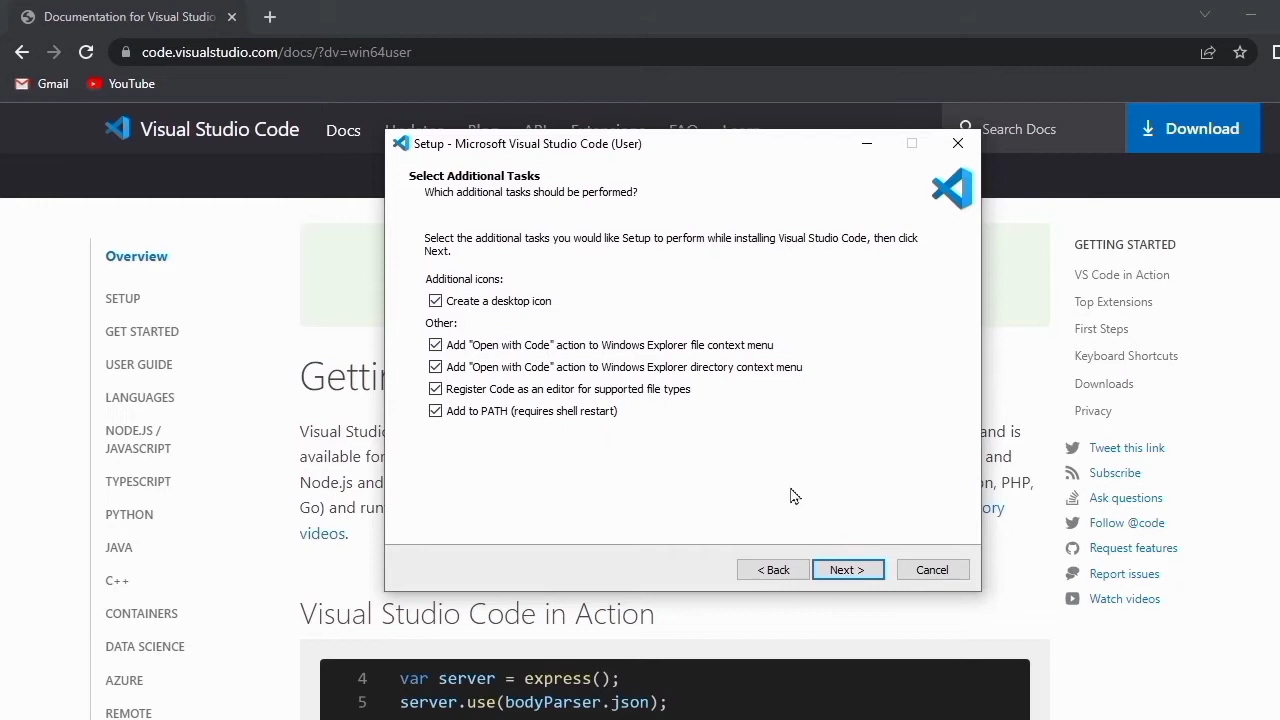 Documentation for Visual Studio
code.visualstudio.com/docs/?dv=win64user
Gmail
YouTube
Visual Studio Code
Docs
Updates
Blog
API
Extensions
FAQ
Learn
Search Docs
Download
Setup - Microsoft Visual Studio Code (User)
Select Additional Tasks
Which additional tasks should be performed?
Select the additional tasks you would like Setup to perform while installing Visual Studio Code, then click
Next.
Additional icons:
Create a desktop icon
Other:
Add "Open with Code" action to Windows Explorer file context menu
Add "Open with Code" action to Windows Explorer directory context menu
Register Code as an editor for supported file types
Add to PATH (requires shell restart)
< Back
Next >
Cancel
Overview
SETUP
GET STARTED
USER GUIDE
LANGUAGES
NODE.JS /
JAVASCRIPT
TYPESCRIPT
PYTHON
JAVA
C++
CONTAINERS
DATA SCIENCE
AZURE
REMOTE
Visual
and is
available for
and
Node.js and
PHP,
Go) and run
videos.
Visual Studio Code in Action
4 var server = express();
5 server.use(bodyParser.json);
GETTING STARTED
VS Code in Action
Top Extensions
First Steps
Keyboard Shortcuts
Downloads
Privacy
Tweet this link
Subscribe
Ask questions
Follow @code
Request features
Report issues
Watch videos